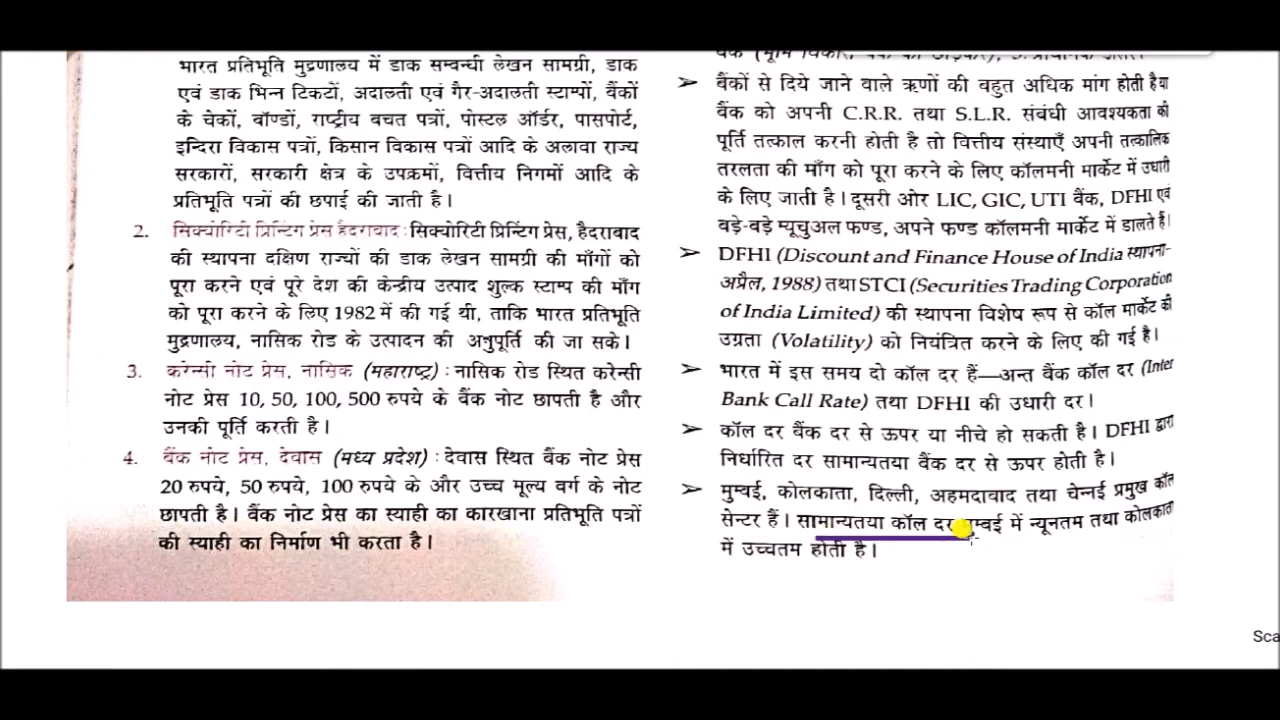 भारत प्रतिभूति मुद्रणालय में डाक सम्बन्धी लेखन सामग्री, डाक
एवं डाक भिन्न टिकटों, अदालती एवं गैर-अदालती स्टाम्पों, बैंकों
के चेकों, बॉण्डों, राष्ट्रीय बचत पत्रों, पोस्टल ऑर्डर, पासपोर्ट,
इन्दिरा विकास पत्रों, किसान विकास पत्रों आदि के अलावा राज्य
सरकारों, सरकारी क्षेत्र के उपक्रमों, वित्तीय निगमों आदि के
प्रतिभूति पत्रों की छपाई की जाती है।
2. सिक्योरिटी प्रिन्टिग प्रेस हैदराबाद : सिक्योरिटी प्रिन्टिंग प्रेस, हैदराबाद
की स्थापना दक्षिण राज्यों की डाक लेखन सामग्री की माँगों को
पूरा करने एवं पूरे देश की केन्द्रीय उत्पाद शुल्क स्टाम्प की माँग
को पूरा करने के लिए 1982 में की गई थी, ताकि भारत प्रतिभूति
मुद्रणालय, नासिक रोड के उत्पादन की अनुपूर्ति की जा सके।
3. करेन्सी नोट प्रेस, नासिक (महाराष्ट्र) : नासिक रोड स्थित करेन्सी
नोट प्रेस 10, 50, 100, 500 रुपये के बैंक नोट छापती है और
उनकी पूर्ति करती है।
4. बैंक नोट प्रेस, देवास (मध्य प्रदेश) : देवास स्थित बैंक नोट प्रेस
20 रुपये, 50 रुपये, 100 रुपये के और उच्च मूल्य वर्ग के नोट
छापती है। बैंक नोट प्रेस का स्याही का कारखाना प्रतिभूति पत्रों
की स्याही का निर्माण भी करता है।
➢ बैंकों से दिये जाने वाले ऋणों की बहुत अधिक मांग होती है या
बैंक को अपनी C.R.R. तथा S.L.R. संबंधी आवश्यकता की
पूर्ति तत्काल करनी होती है तो वित्तीय संस्थाएँ अपनी तत्कालिक
तरलता की माँग को पूरा करने के लिए कॉलमनी मार्केट में उधारी
के लिए जाती है। दूसरी ओर LIC, GIC, UTI बैंक, DFHI एवं
बड़े-बड़े म्यूचुअल फण्ड, अपने फण्ड कॉलमनी मार्केट में डालते हैं।
➢ DFHI (Discount and Finance House of India स्थापना-
अप्रैल, 1988) तथा STCI (Securities Trading Corporation
of India Limited) की स्थापना विशेष रूप से कॉल मार्केट की
उग्रता (Volatility) को नियंत्रित करने के लिए की गई है।
➢ भारत में इस समय दो कॉल दर हैं—अन्त बैंक कॉल दर (Inter
Bank Call Rate) तथा DFHI की उधारी दर।
➢ कॉल दर बैंक दर से ऊपर या नीचे हो सकती है। DFHI द्वारा
निर्धारित दर सामान्यतया बैंक दर से ऊपर होती है।
➢ मुम्बई, कोलकाता, दिल्ली, अहमदाबाद तथा चेन्नई प्रमुख कॉल
सेन्टर हैं। सामान्यतया कॉल दर में न्यूनतम तथा कोलकाता
में उच्चतम होती है।